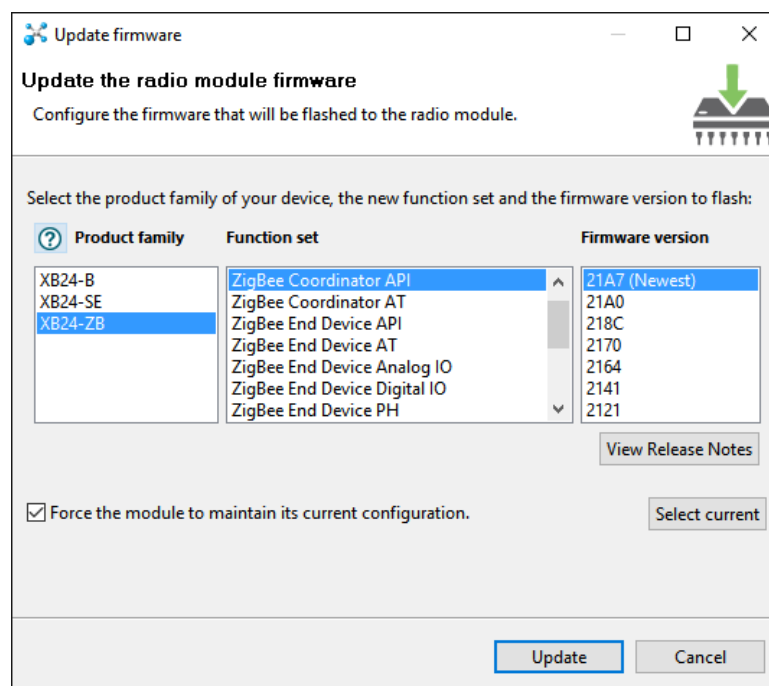 Update firmware
Update the radio module firmware
Configure the firmware that will be flashed to the radio module.
Select the product family of your device, the new function set and the firmware version to flash:
Product family
Function set
Firmware version
XB24-B
XB24-SE
XB24-ZB
ZigBee Coordinator API
ZigBee Coordinator AT
ZigBee End Device API
ZigBee End Device AT
ZigBee End Device Analog IO
ZigBee End Device Digital IO
ZigBee End Device PH
21A7 (Newest)
21A0
218C
2170
2164
2141
2121
View Release Notes
Force the module to maintain its current configuration.
Select current
Update
Cancel